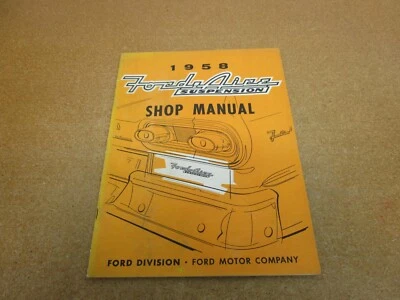 1958
Ford-Aire
SUSPENSION
SHOP MANUAL
FORD DIVISION • FORD MOTOR COMPANY